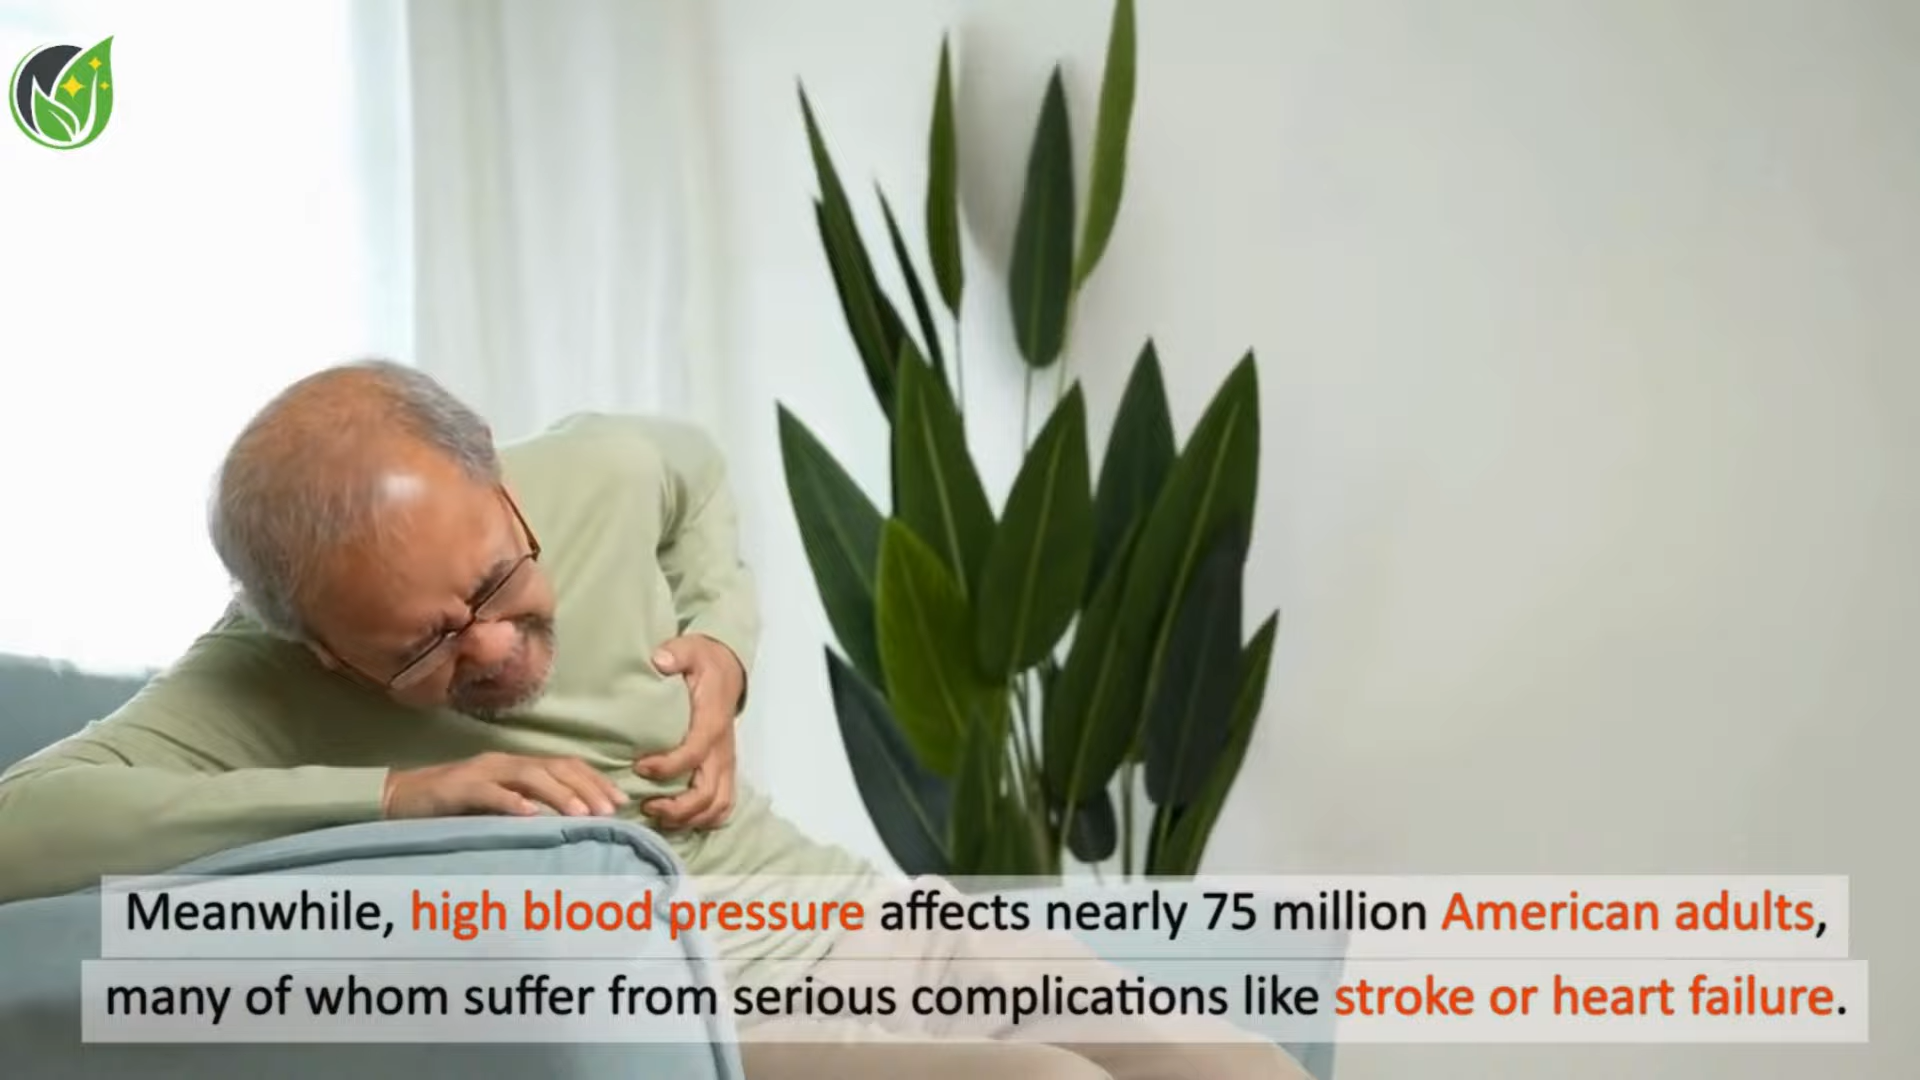 Meanwhile, high blood pressure affects nearly 75 million American adults,
many of whom suffer from serious complications like stroke or heart failure.